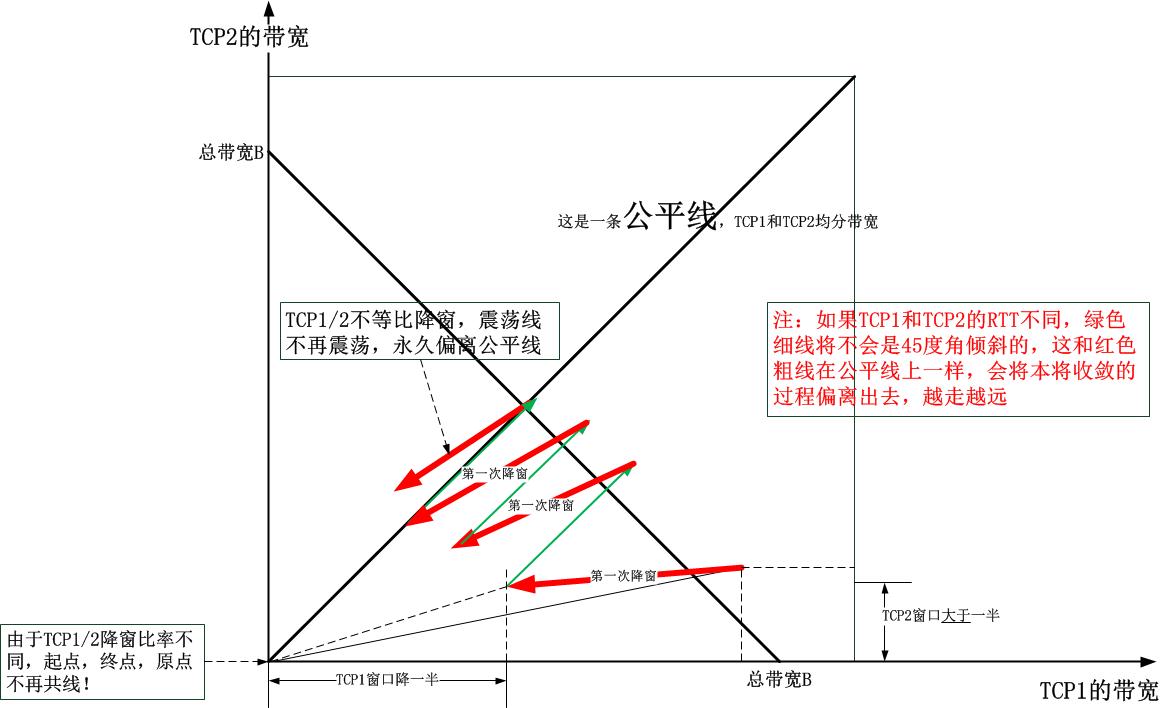 TCP2的带宽
总带宽B
这是一条公平线，TCP1和TCP2均分带宽
TCP1/2不等比降窗，震荡线
不再震荡，永久偏离公平线
注：如果TCP1和TCP2的RTT不同，绿色
细线将不会是45度角倾斜的，这和红色
粗线在公平线上一样，会将本将收敛的
过程偏离出去，越走越远
第一次降窗
第一次降窗
第一次降窗
TCP2窗口大于一半
由于TCP1/2降窗比率不
同，起点，终点，原点
不再共线！
TCP1窗口降一半
总带宽B
TCP1的带宽